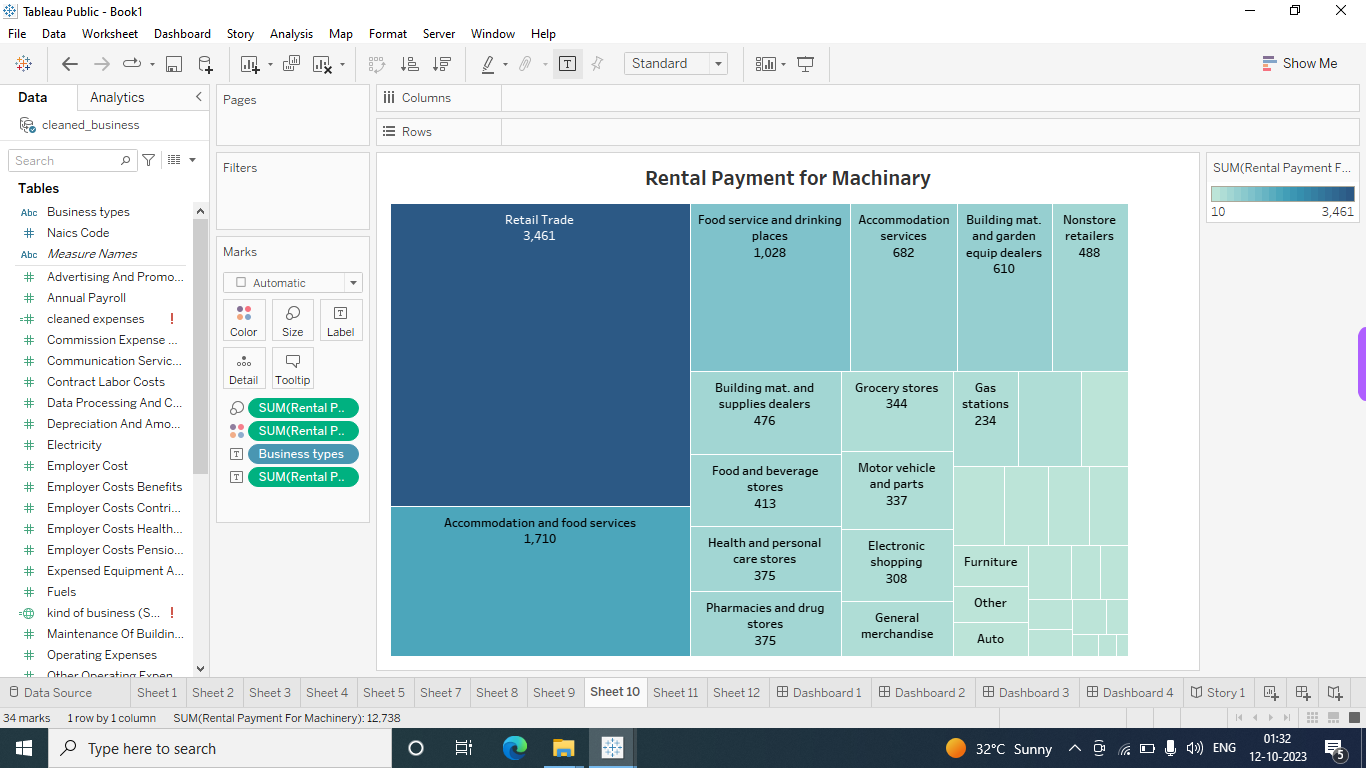 Tableau Public - Book1
File Data Worksheet Dashboard Story Analysis Map Format Server Window Help
Standard
Show Me
Data Analytics
cleaned_business
Search
Tables
Abc Business types
# Naics Code
Abc Measure Names
# Advertising And Promo...
# Annual Payroll
=# cleaned expenses !
# Commission Expense ...
# Communication Servic...
# Contract Labor Costs
# Data Processing And C...
# Depreciation And Amo...
# Electricity
# Employer Cost
# Employer Costs Benefits
# Employer Costs Contri...
# Employer Costs Health...
# Employer Costs Pensio...
# Expensed Equipment A...
# Fuels
kind of business (S... !
# Maintenance Of Buildin...
# Operating Expenses
# Other Operating Expen
Pages
Filters
Marks
Automatic
Color Size Label
Detail Tooltip
SUM(Rental P..
SUM(Rental P..
Business types
SUM(Rental P..
Columns
Rows
Rental Payment for Machinary
Retail Trade
3,461
Accommodation and food services
1,710
Food service and drinking
places
1,028
Accommodation
services
682
Building mat.
and garden
equip dealers
610
Nonstore
retailers
488
Building mat. and
supplies dealers
476
Food and beverage
stores
413
Health and personal
care stores
375
Pharmacies and drug
stores
375
Grocery stores
344
Motor vehicle
and parts
337
Electronic
shopping
308
General
merchandise
Gas
stations
234
Furniture
Other
Auto
SUM(Rental Payment F...
10 3,461
Data Source Sheet 1 Sheet 2 Sheet 3 Sheet 4 Sheet 5 Sheet 7 Sheet 8 Sheet 9 Sheet 10 Sheet 11 Sheet 12 Dashboard 1 Dashboard 2 Dashboard 3 Dashboard 4 Story 1
34 marks 1 row by 1 column SUM(Rental Payment For Machinery): 12,738
Type here to search
32°C Sunny
ENG
01:32
12-10-2023
5